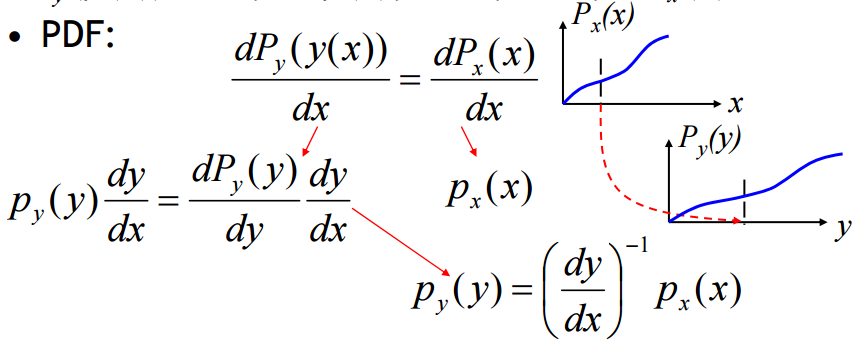 • PDF:
dP_y(y(x))/dx = dP_x(x)/dx
P_x(x)
x
p_y(y) dy/dx = dP_y(y)/dy dy/dx
p_x(x)
P_y(y)
y
p_y(y) = (dy/dx)^−1 p_x(x)